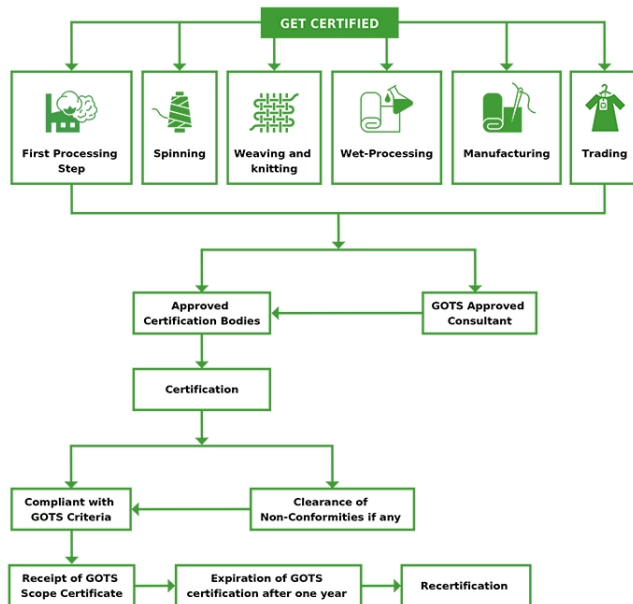 GET CERTIFIED
First Processing
Step
Spinning
Weaving and
knitting
Wet-Processing
Manufacturing
Trading
Approved
Certification Bodies
GOTS Approved
Consultant
Certification
Compliant with
GOTS Criteria
Clearance of
Non-Conformities if any
Receipt of GOTS
Scope Certificate
Expiration of GOTS
certification after one year
Recertification